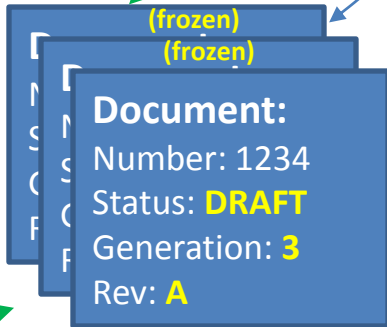 (frozen)
(frozen)
Document:
Number: 1234
Status: DRAFT
Generation: 3
Rev: A